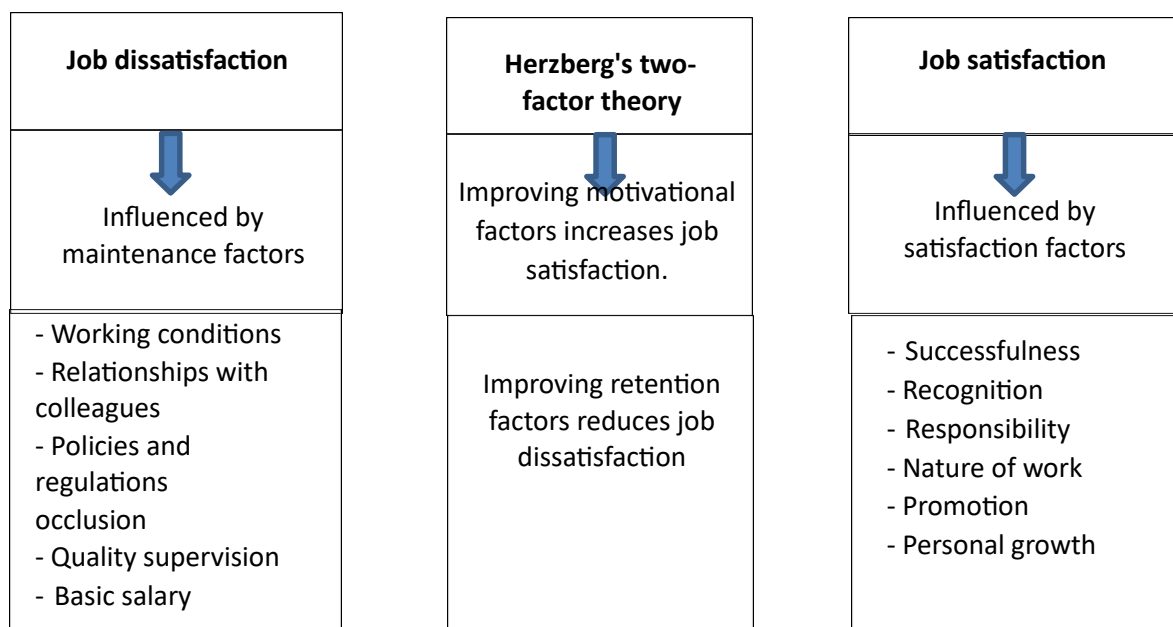 Job dissatisfaction
Influenced by
maintenance factors
- Working conditions
- Relationships with
colleagues
- Policies and
regulations
occlusion
- Quality supervision
- Basic salary
Herzberg's two-
factor theory
Improving motivational
factors increases job
satisfaction.
Improving retention
factors reduces job
dissatisfaction
Job satisfaction
Influenced by
satisfaction factors
- Successfulness
- Recognition
- Responsibility
- Nature of work
- Promotion
- Personal growth